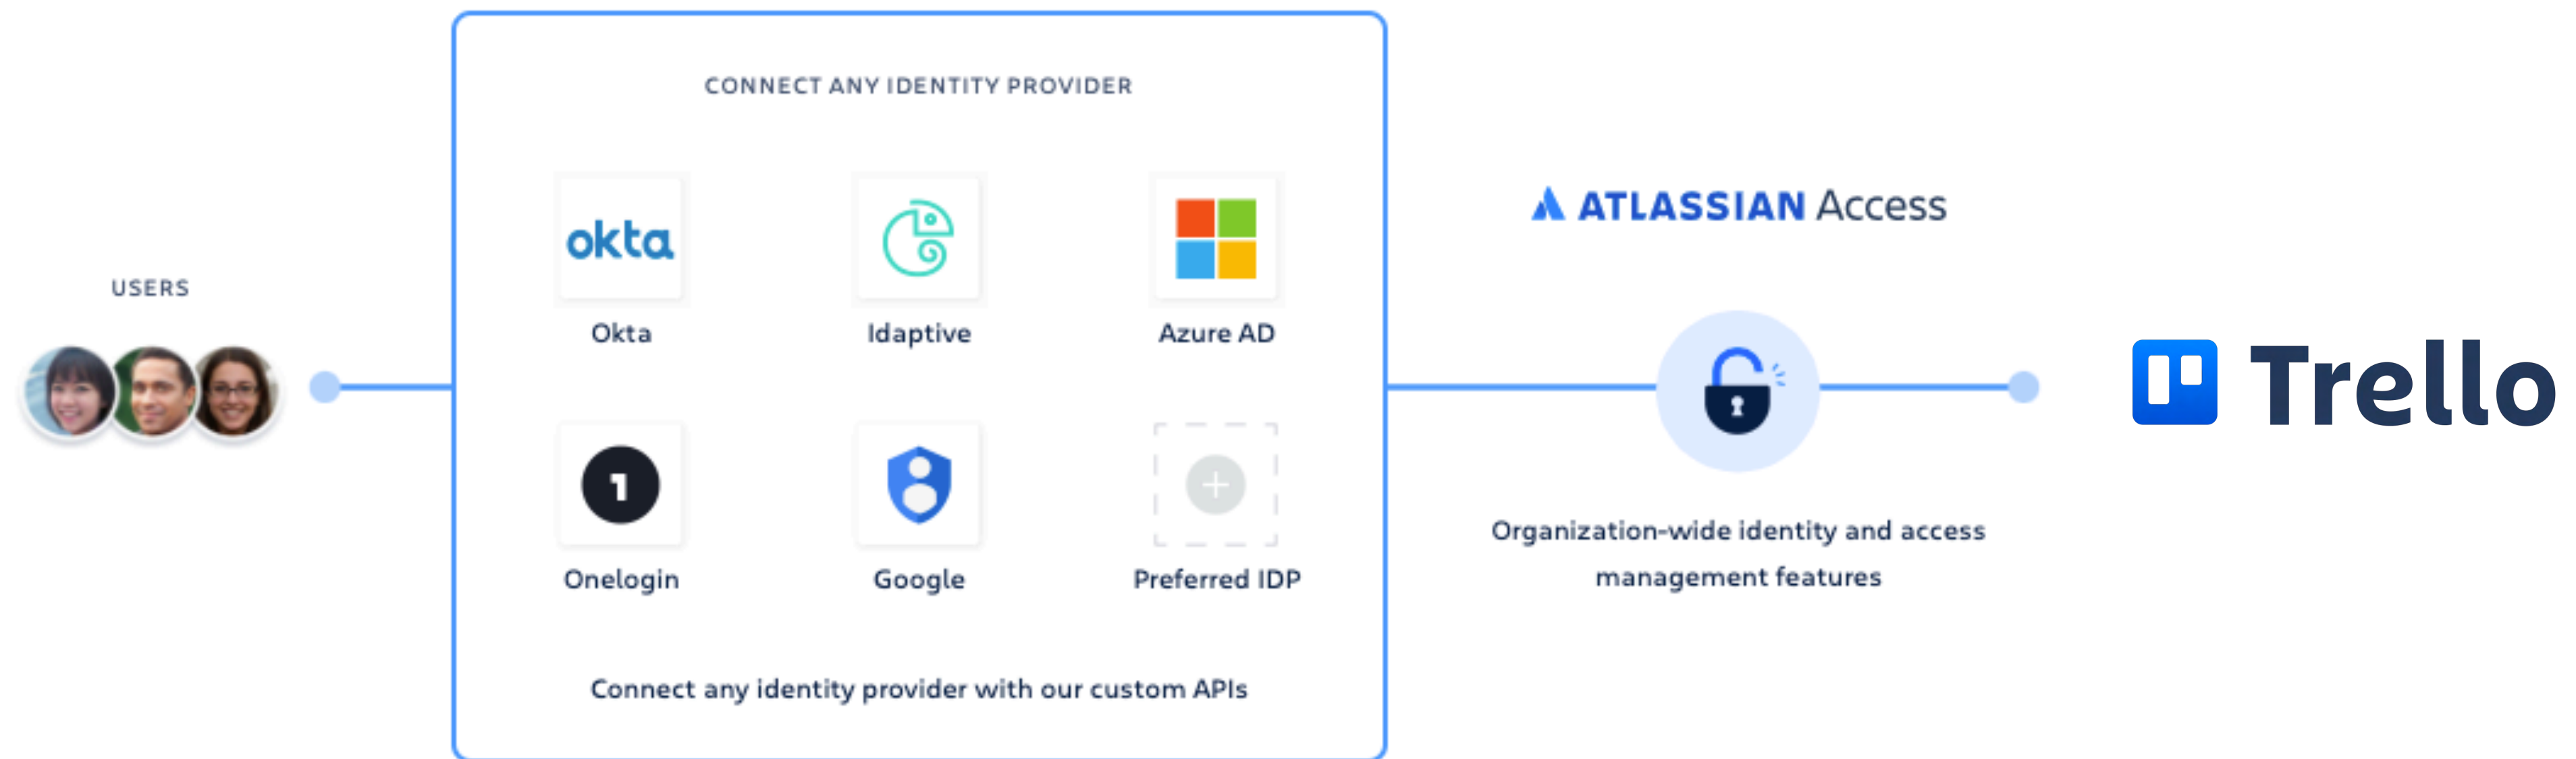 USERS
CONNECT ANY IDENTITY PROVIDER
okta
Okta
Idaptive
Azure AD
1
Onelogin
Google
Preferred IDP
Connect any identity provider with our custom APIs
ATLASSIAN Access
Organization-wide identity and access
management features
Trello